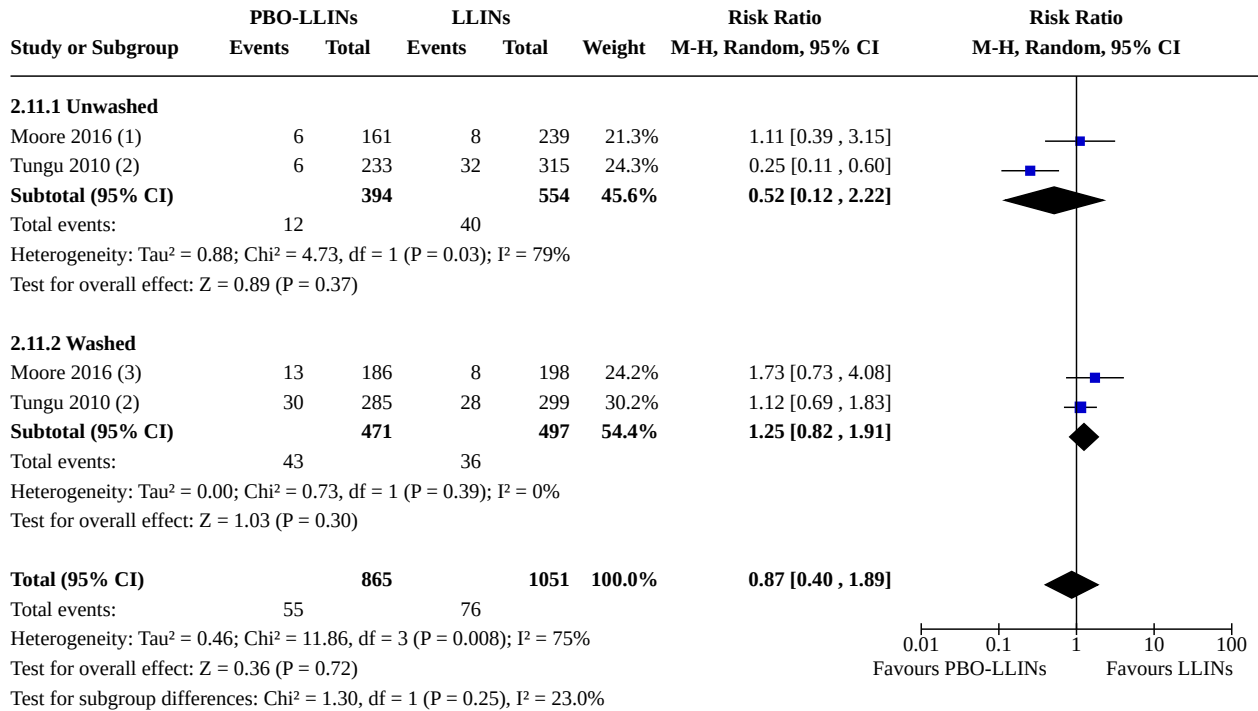 PBO-LLINs LLINs Risk Ratio Risk Ratio
Study or Subgroup Events Total Events Total Weight M-H, Random, 95% CI M-H, Random, 95% CI
2.11.1 Unwashed
Moore 2016 (1) 6 161 8 239 21.3% 1.11 [0.39 , 3.15]
Tungu 2010 (2) 6 233 32 315 24.3% 0.25 [0.11 , 0.60]
Subtotal (95% CI) 394 554 45.6% 0.52 [0.12 , 2.22]
Total events: 12 40
Heterogeneity: Tau² = 0.88; Chi² = 4.73, df = 1 (P = 0.03); I² = 79%
Test for overall effect: Z = 0.89 (P = 0.37)
2.11.2 Washed
Moore 2016 (3) 13 186 8 198 24.2% 1.73 [0.73 , 4.08]
Tungu 2010 (2) 30 285 28 299 30.2% 1.12 [0.69 , 1.83]
Subtotal (95% CI) 471 497 54.4% 1.25 [0.82 , 1.91]
Total events: 43 36
Heterogeneity: Tau² = 0.00; Chi² = 0.73, df = 1 (P = 0.39); I² = 0%
Test for overall effect: Z = 1.03 (P = 0.30)
Total (95% CI) 865 1051 100.0% 0.87 [0.40 , 1.89]
Total events: 55 76
Heterogeneity: Tau² = 0.46; Chi² = 11.86, df = 3 (P = 0.008); I² = 75%
Test for overall effect: Z = 0.36 (P = 0.72)
Test for subgroup differences: Chi² = 1.30, df = 1 (P = 0.25), I² = 23.0%
0.01 0.1 1 10 100
Favours PBO-LLINs Favours LLINs